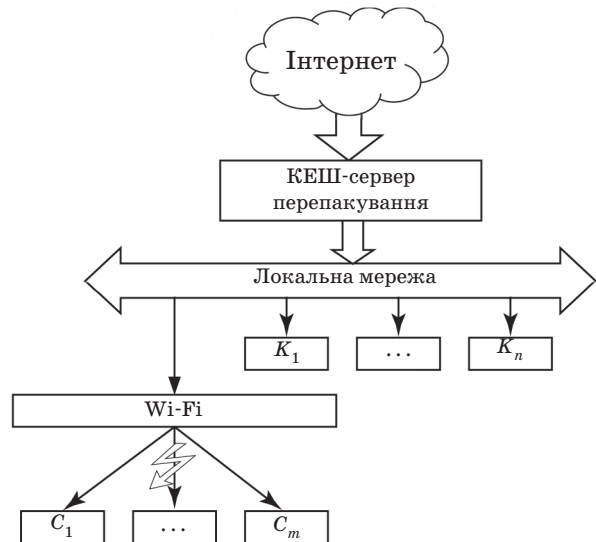 Інтернет
КЕШ-сервер
перепакування
Локальна мережа
K₁
...
Kₙ
Wi-Fi
C₁
...
Cₘ